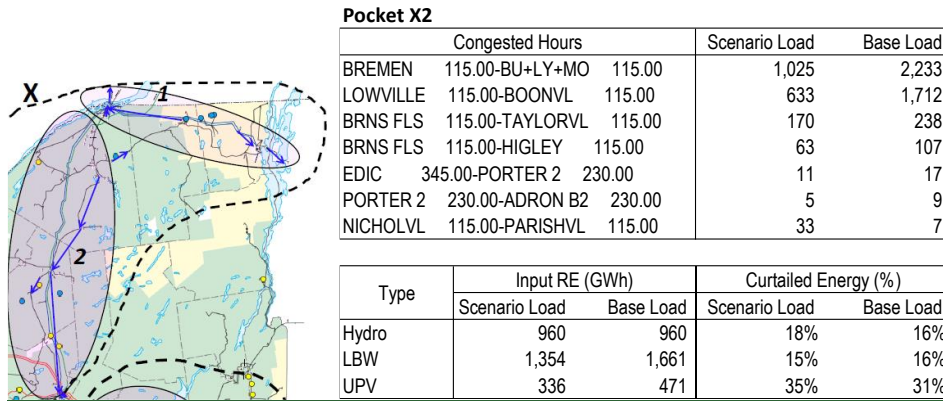 Pocket X2
Congested Hours Scenario Load Base Load
BREMEN 115.00-BU+LY+MO 115.00 1,025 2,233
LOWVILLE 115.00-BOONVL 115.00 633 1,712
BRNS FLS 115.00-TAYLORVL 115.00 170 238
BRNS FLS 115.00-HIGLEY 115.00 63 107
EDIC 345.00-PORTER 2 230.00 11 17
PORTER 2 230.00-ADRON B2 230.00 5 9
NICHOLVL 115.00-PARISHVL 115.00 33 7
Type Input RE (GWh) Curtailed Energy (%)
Scenario Load Base Load Scenario Load Base Load
Hydro 960 960 18% 16%
LBW 1,354 1,661 15% 16%
UPV 336 471 35% 31%
X
1
2